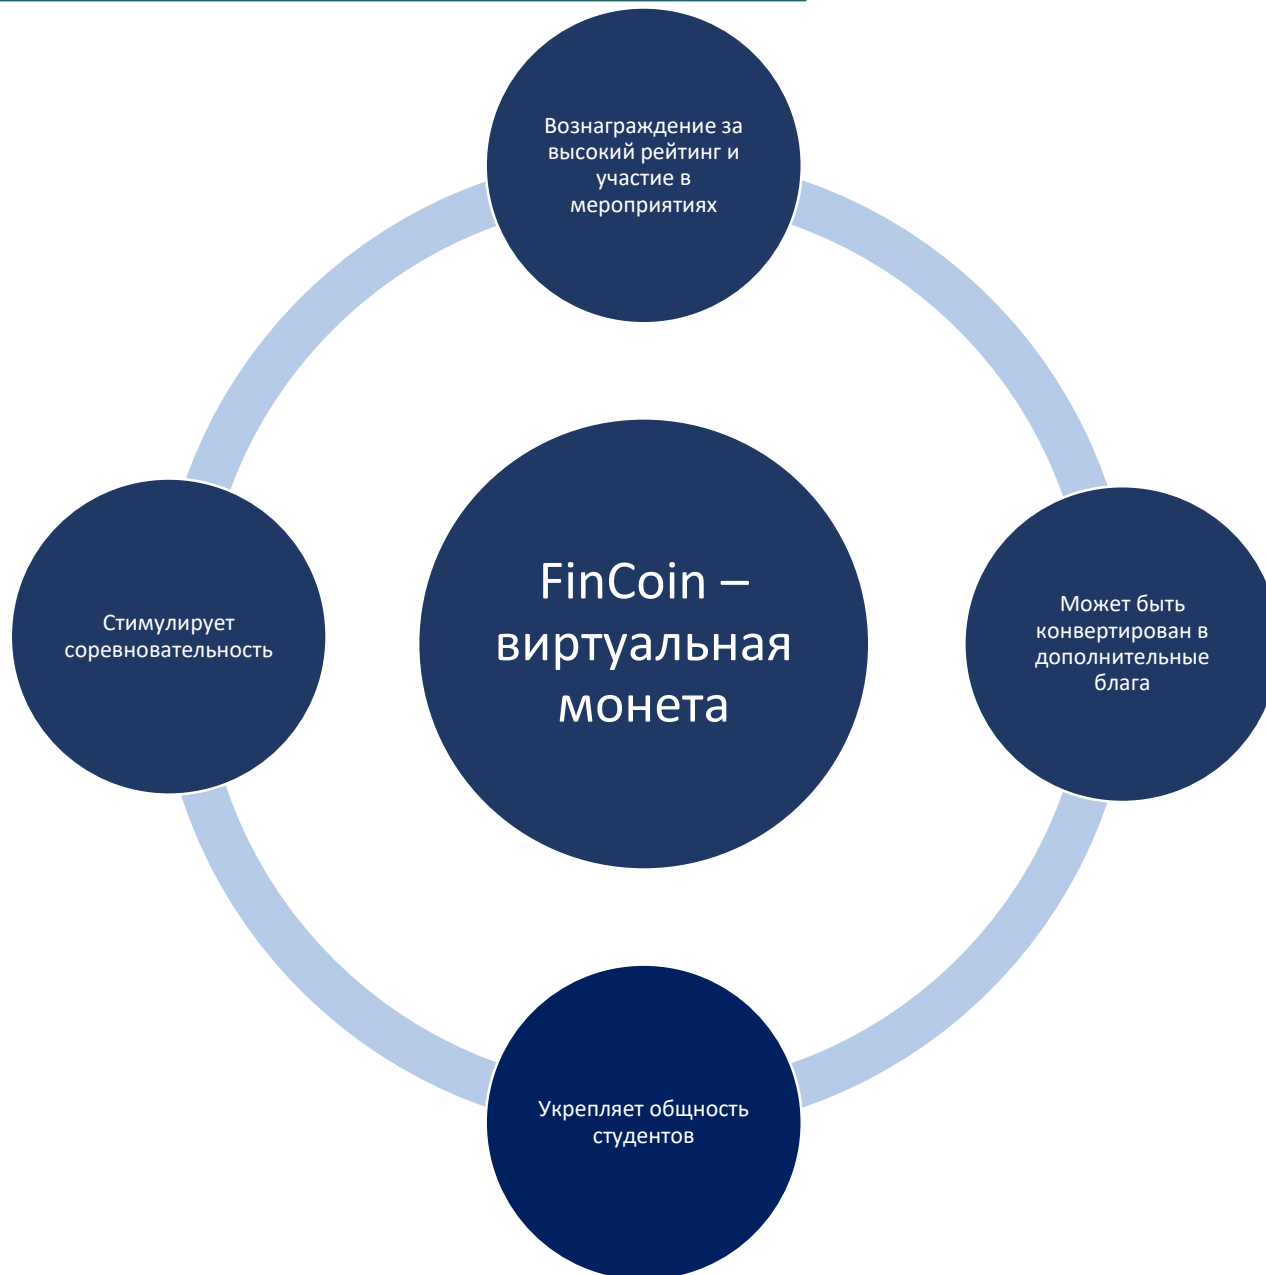 Вознаграждение за
высокий рейтинг и
участие в
мероприятиях
FinCoin –
виртуальная
монета
Стимулирует
соревновательность
Может быть
конвертирован в
дополнительные
блага
Укрепляет общность
студентов